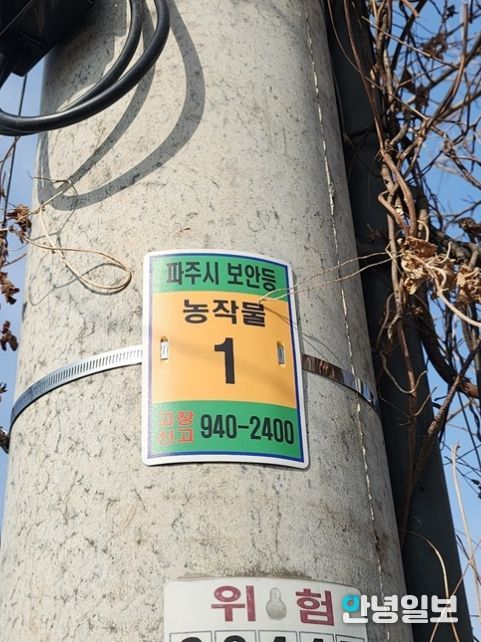 파주시 보안등
농작물
1
고장
신고 940-2400
위험
안녕일보